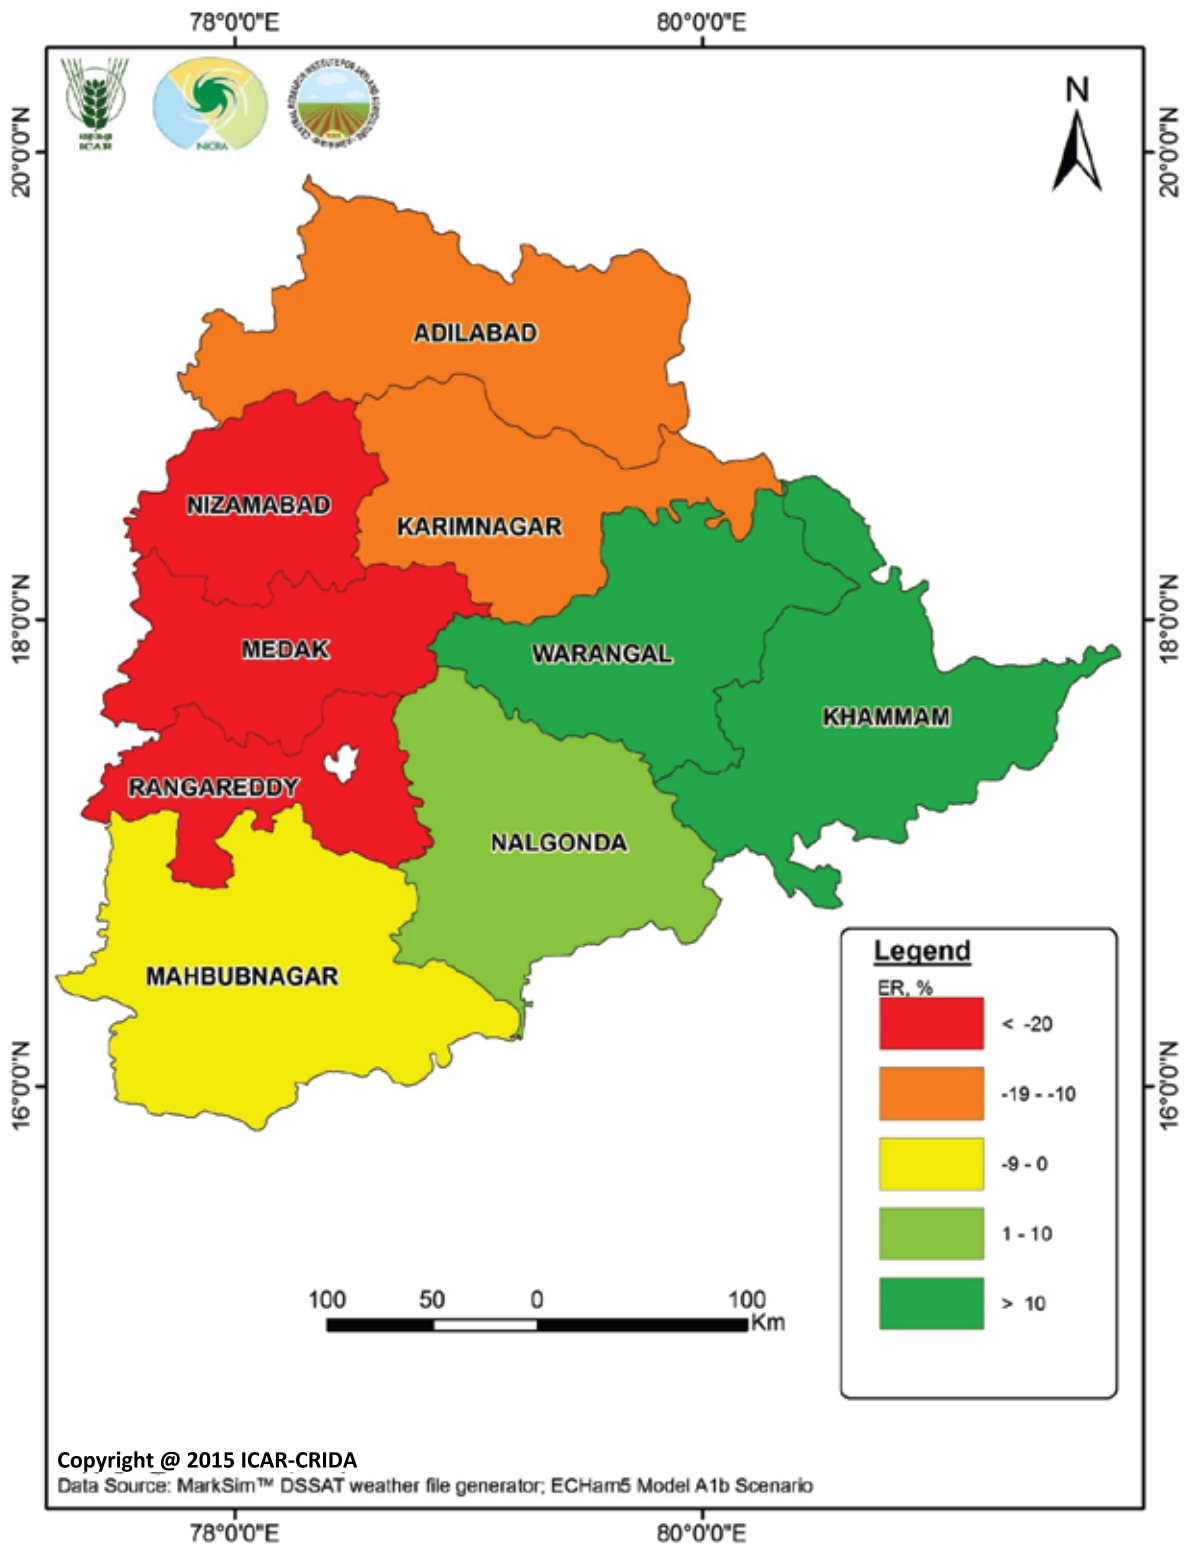 78°0'0"E 80°0'0"E
20°0'0"N
18°0'0"N
16°0'0"N
ICAR
NICRA
N
20°0'0"N
18°0'0"N
16°0'0"N
ADILABAD
NIZAMABAD
KARIMNAGAR
MEDAK
WARANGAL
KHAMMAM
RANGAREDDY
NALGONDA
MAHBUBNAGAR
Legend
ER, %
< -20
-19 - -10
-9 - 0
1 - 10
> 10
100 50 0 100
Km
Copyright @ 2015 ICAR-CRIDA
Data Source: MarkSim™ DSSAT weather file generator; ECHam5 Model A1b Scenario
78°0'0"E 80°0'0"E